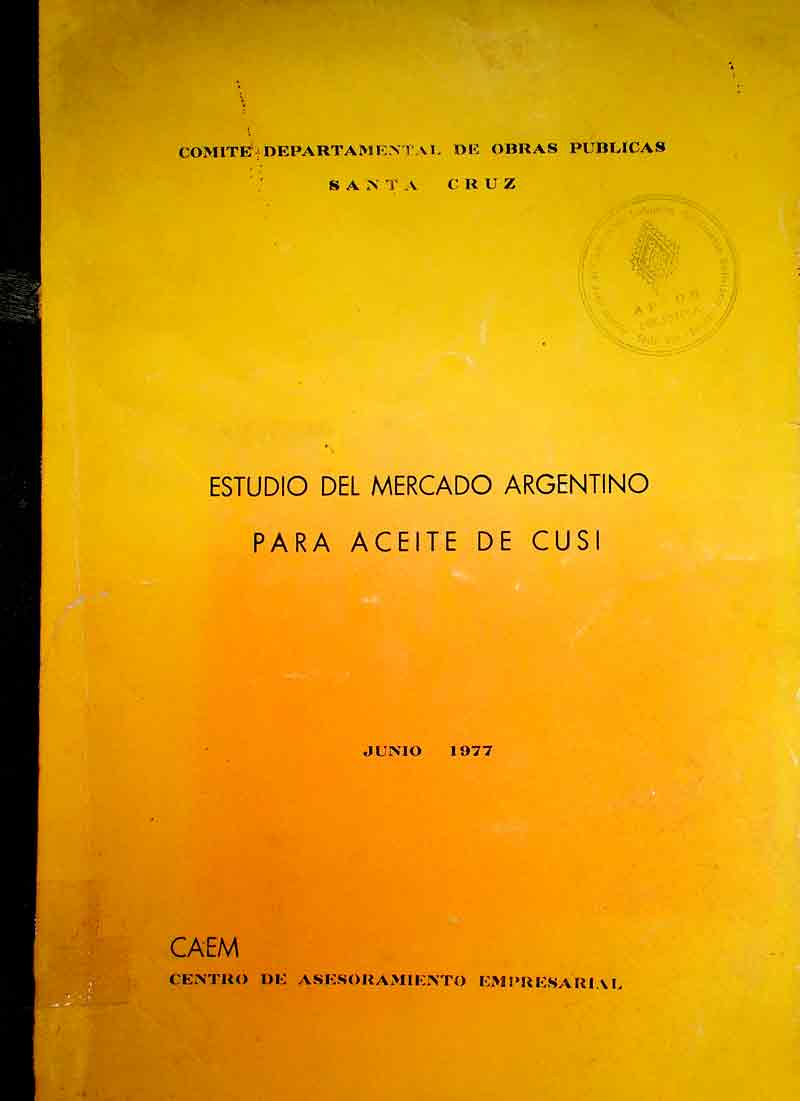 COMITE DEPARTAMENTAL DE OBRAS PUBLICAS
SANTA CRUZ
ESTUDIO DEL MERCADO ARGENTINO
PARA ACEITE DE CUSI
JUNIO 1977
CAEM
CENTRO DE ASESORAMIENTO EMPRESARIAL